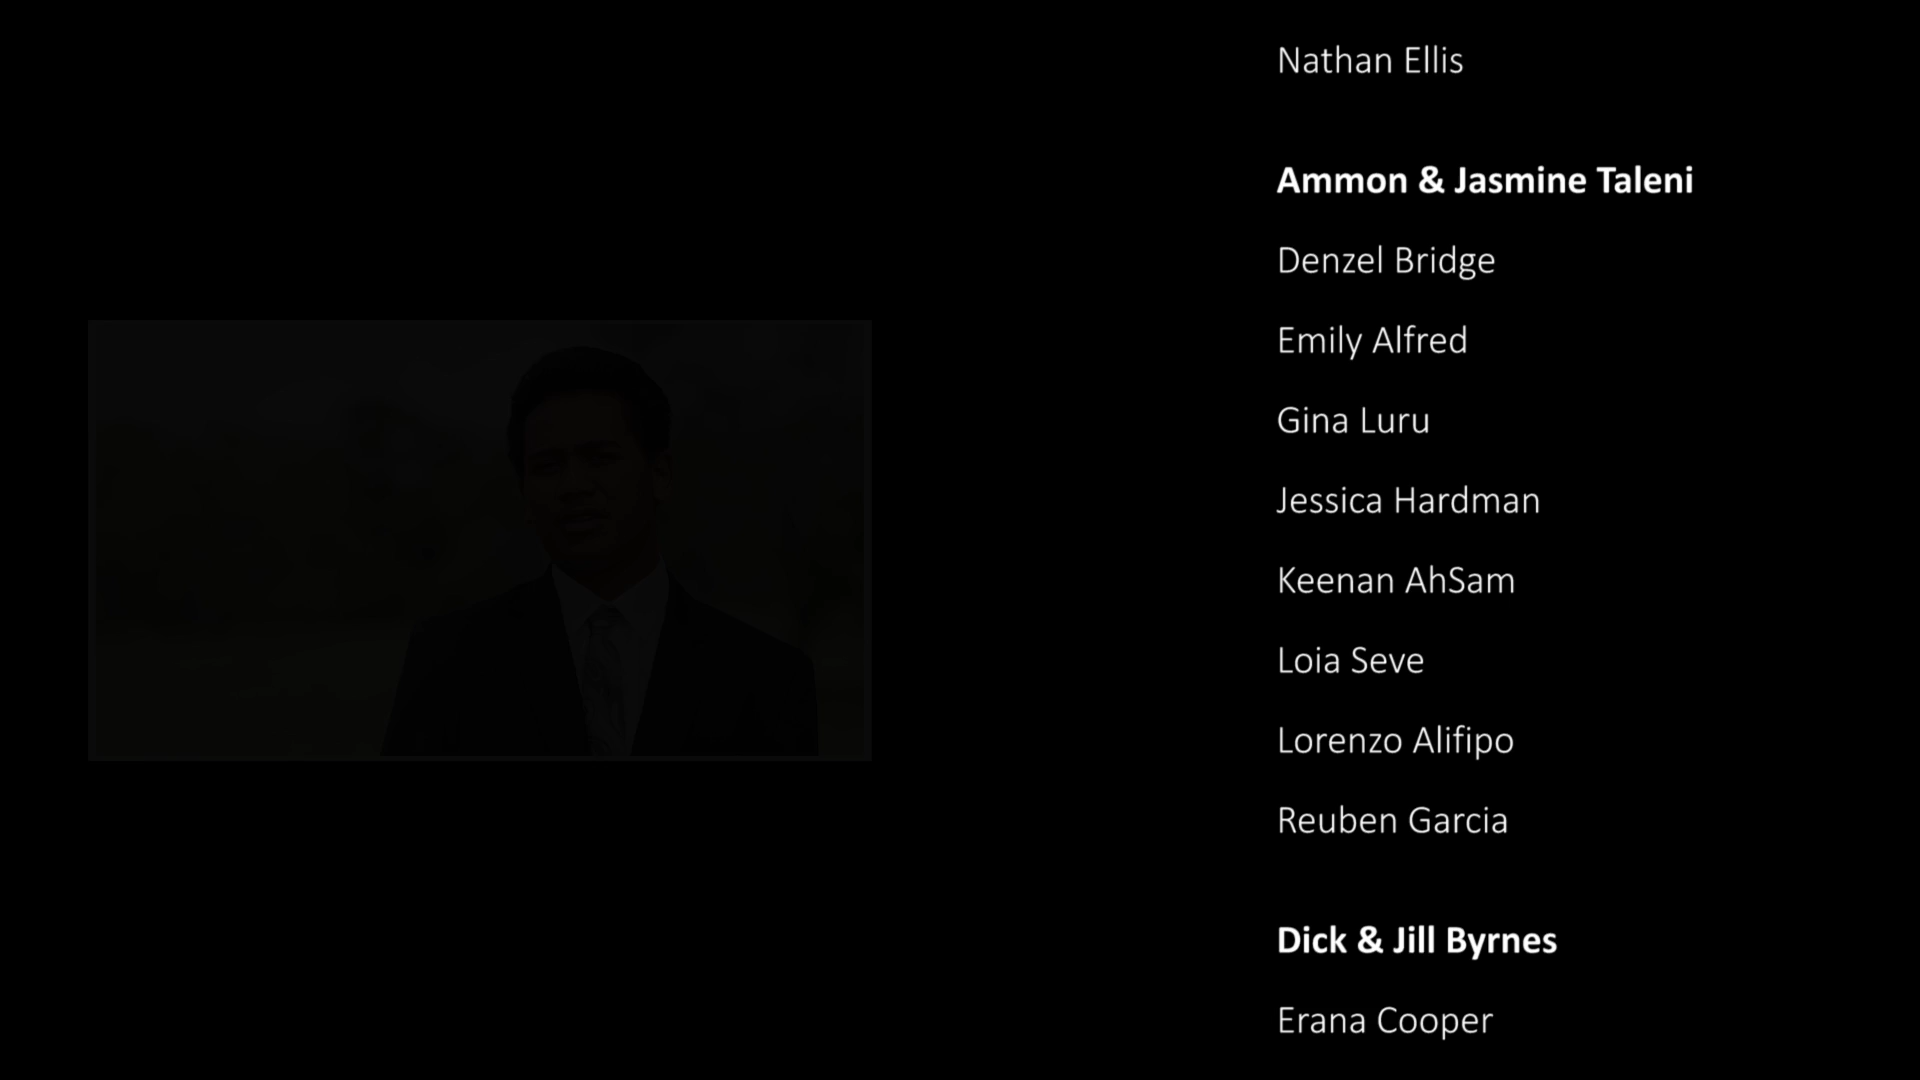 Nathan Ellis
Ammon & Jasmine Taleni
Denzel Bridge
Emily Alfred
Gina Luru
Jessica Hardman
Keenan AhSam
Loia Seve
Lorenzo Alifipo
Reuben Garcia
Dick & Jill Byrnes
Erana Cooper